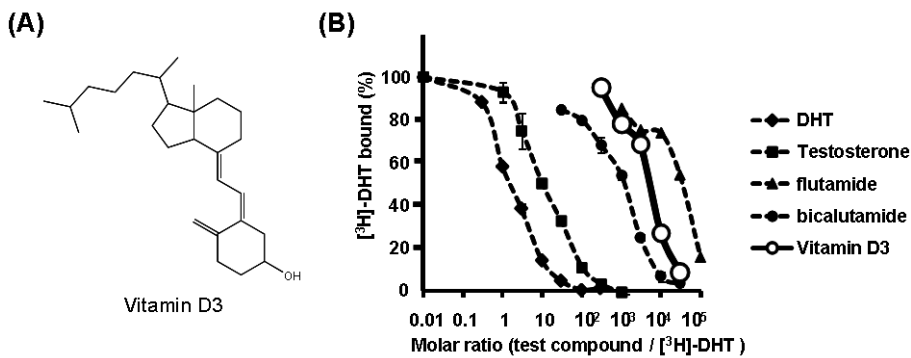 (A)
OH
Vitamin D3
(B)
[³H]-DHT bound (%)
100
80
60
40
20
0
0.01 0.1 1 10 10² 10³ 10⁴ 10⁵
Molar ratio (test compound / [³H]-DHT )
DHT
Testosterone
flutamide
bicalutamide
Vitamin D3